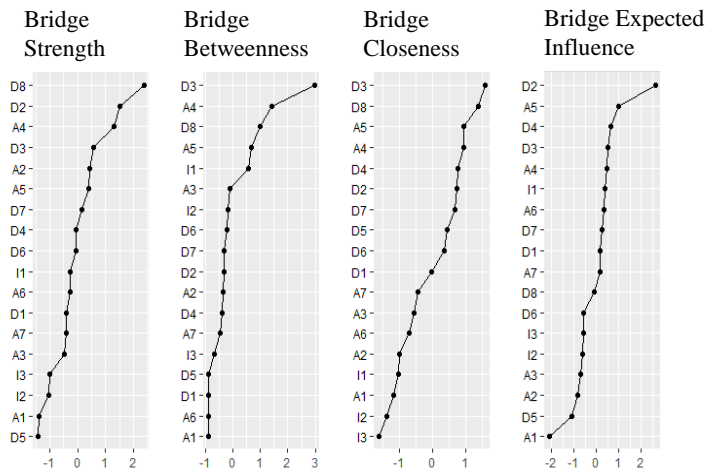 Bridge
Strength
Bridge
Betweenness
Bridge
Closeness
Bridge Expected
Influence
D8
D2
A4
D3
A2
A5
D7
D4
D6
I1
A6
D1
A7
A3
I3
I2
A1
D5
-1 0 1 2
D3
A4
D8
A5
I1
A3
I2
D6
D7
D2
A2
D4
A7
I3
D5
D1
A6
A1
-1 0 1 2 3
D3
D8
A5
A4
D4
D2
D7
D5
D6
D1
A7
A3
A6
A2
I1
A1
I2
I3
-1 0 1
D2
A5
D4
D3
A4
I1
A6
D7
D1
A7
D8
D6
I3
I2
A3
A2
D5
A1
-2 -1 0 1 2